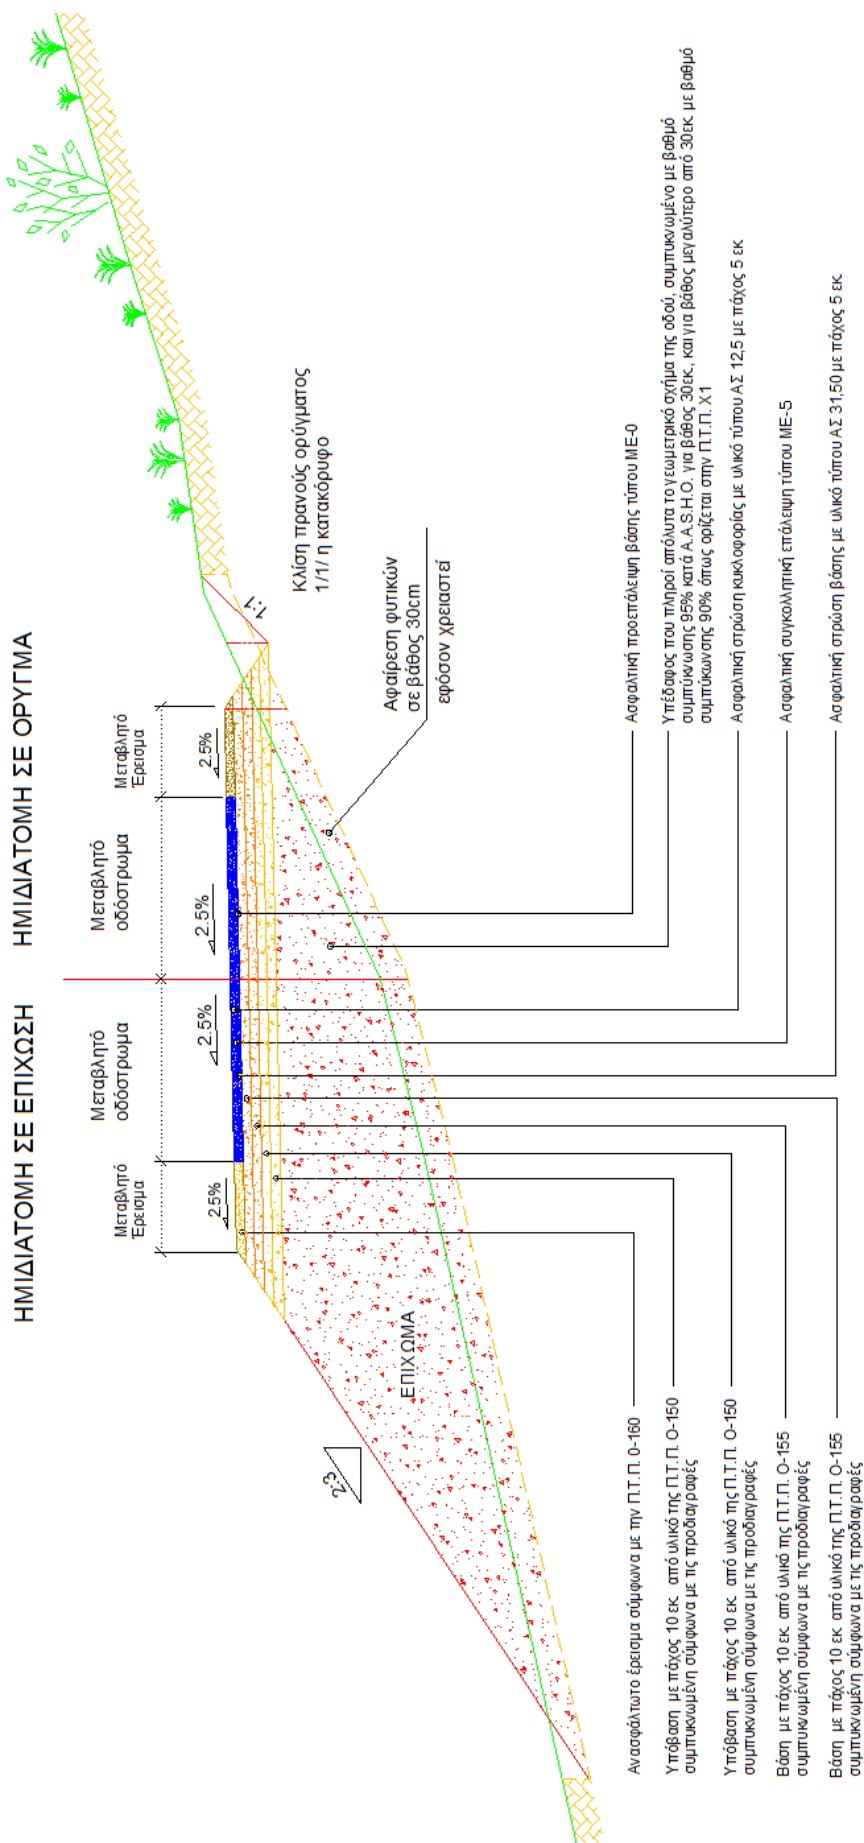 ΗΜΙΔΙΑΤΟΜΗ ΣΕ ΕΠΙΧΩΣΗ
ΗΜΙΔΙΑΤΟΜΗ ΣΕ ΟΡΥΓΜΑ
Μεταβλητό
Έρεισμα
Μεταβλητό
οδόστρωμα
Μεταβλητό
οδόστρωμα
Μεταβλητό
Έρεισμα
2.5%
2.5%
2.5%
2.5%
1:1
Κλίση πρανούς ορύγματος
1/1/ η κατακόρυφο
2:3
ΕΠΙΧΩΜΑ
Αφαίρεση φυτικών
σε βάθος 30cm
εφόσον χρειαστεί
Ανασφάλτωτο έρεισμα σύμφωνα με την Π.Τ.Π. 0-160
Υπόβαση με πάχος 10 εκ από υλικό της Π.Τ.Π. Ο-150
συμπυκνωμένη σύμφωνα με τις προδιαγραφές
Υπόβαση με πάχος 10 εκ από υλικό της Π.Τ.Π. Ο-150
συμπυκνωμένη σύμφωνα με τις προδιαγραφές
Βάση με πάχος 10 εκ από υλικό της Π.Τ.Π. Ο-155
συμπυκνωμένη σύμφωνα με τις προδιαγραφές
Βάση με πάχος 10 εκ από υλικό της Π.Τ.Π. Ο-155
συμπυκνωμένη σύμφωνα με τις προδιαγραφές
Ασφαλτική προεπάλειψη βάσης τύπου ΜΕ-0
Υπέδαφος που πληροί απόλυτα το γεωμετρικό σχήμα της οδού, συμπυκνωμένο με βαθμό
συμπύκνωσης 95% κατά A.A.S.H.O. για βάθος 30εκ, και για βάθος μεγαλύτερο από 30εκ με βαθμό
συμπύκωνσης 90% όπως ορίζεται στην Π.Τ.Π. Χ1
Ασφαλτική στρώση κυκλοφορίας με υλικό τύπου ΑΣ 12,5 με πάχος 5 εκ
Ασφαλτική συγκολλητική επάλειψη τύπου ΜΕ-5
Ασφαλτική στρώση βάσης με υλικό τύπου ΑΣ 31,50 με πάχος 5 εκ